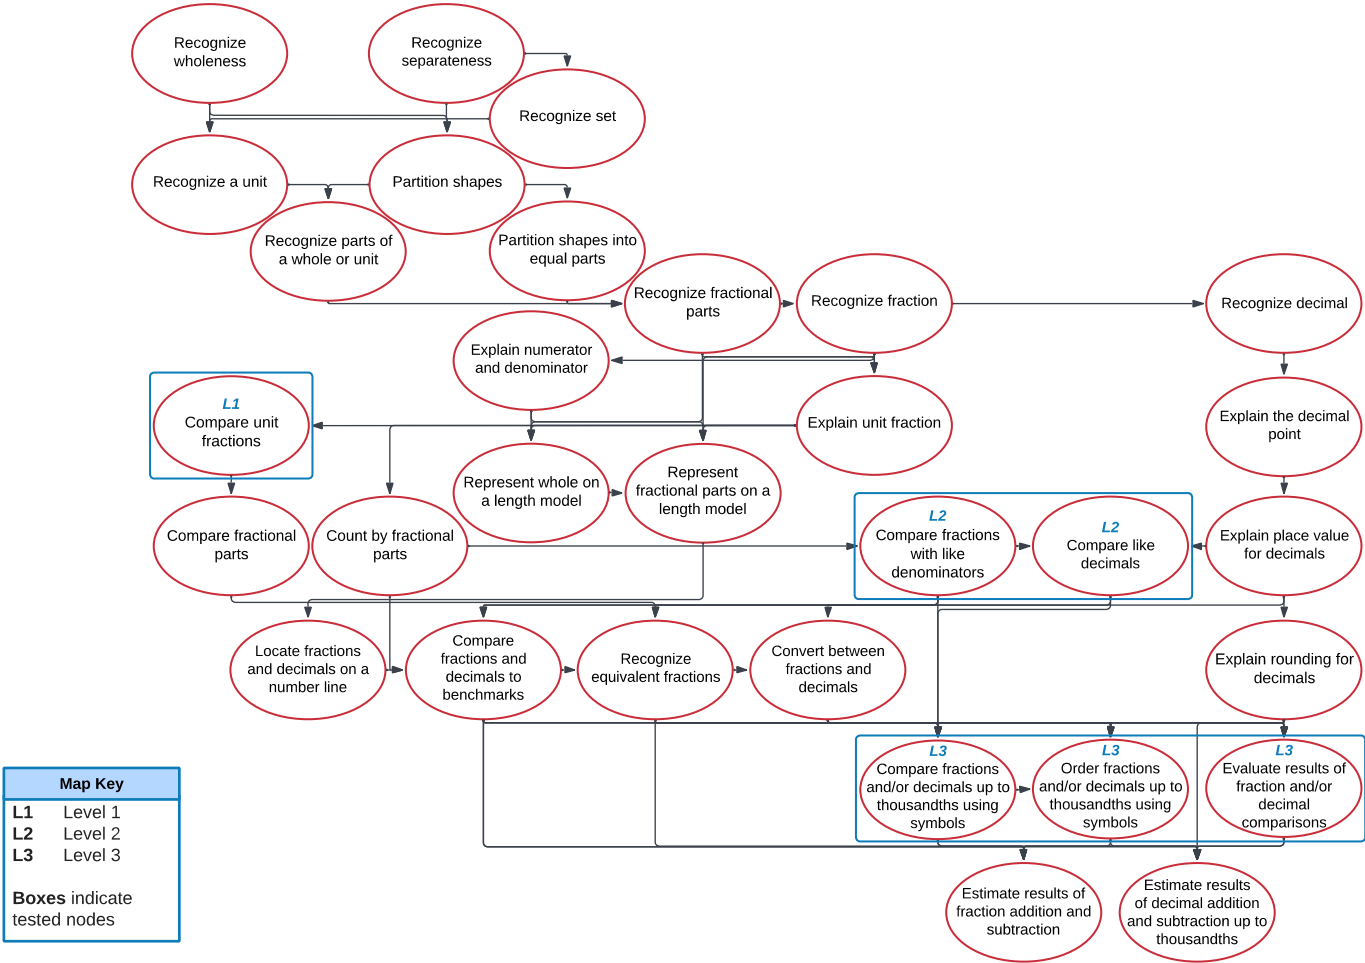 Recognize
wholeness
Recognize
separateness
Recognize set
Recognize a unit
Partition shapes
Recognize parts of
a whole or unit
Partition shapes into
equal parts
Recognize fractional
parts
Recognize fraction
Recognize decimal
Explain numerator
and denominator
L1
Compare unit
fractions
Explain unit fraction
Explain the decimal
point
Represent whole on
a length model
Represent
fractional parts on a
length model
Compare fractional
parts
Count by fractional
parts
L2
Compare fractions
with like
denominators
L2
Compare like
decimals
Explain place value
for decimals
Locate fractions
and decimals on a
number line
Compare
fractions and
decimals to
benchmarks
Recognize
equivalent fractions
Convert between
fractions and
decimals
Explain rounding for
decimals
L3
Compare fractions
and/or decimals up to
thousandths using
symbols
L3
Order fractions
and/or decimals up to
thousandths using
symbols
L3
Evaluate results of
fraction and/or
decimal
comparisons
Map Key
L1 Level 1
L2 Level 2
L3 Level 3
Boxes indicate
tested nodes
Estimate results of
fraction addition and
subtraction
Estimate results
of decimal addition
and subtraction up to
thousandths